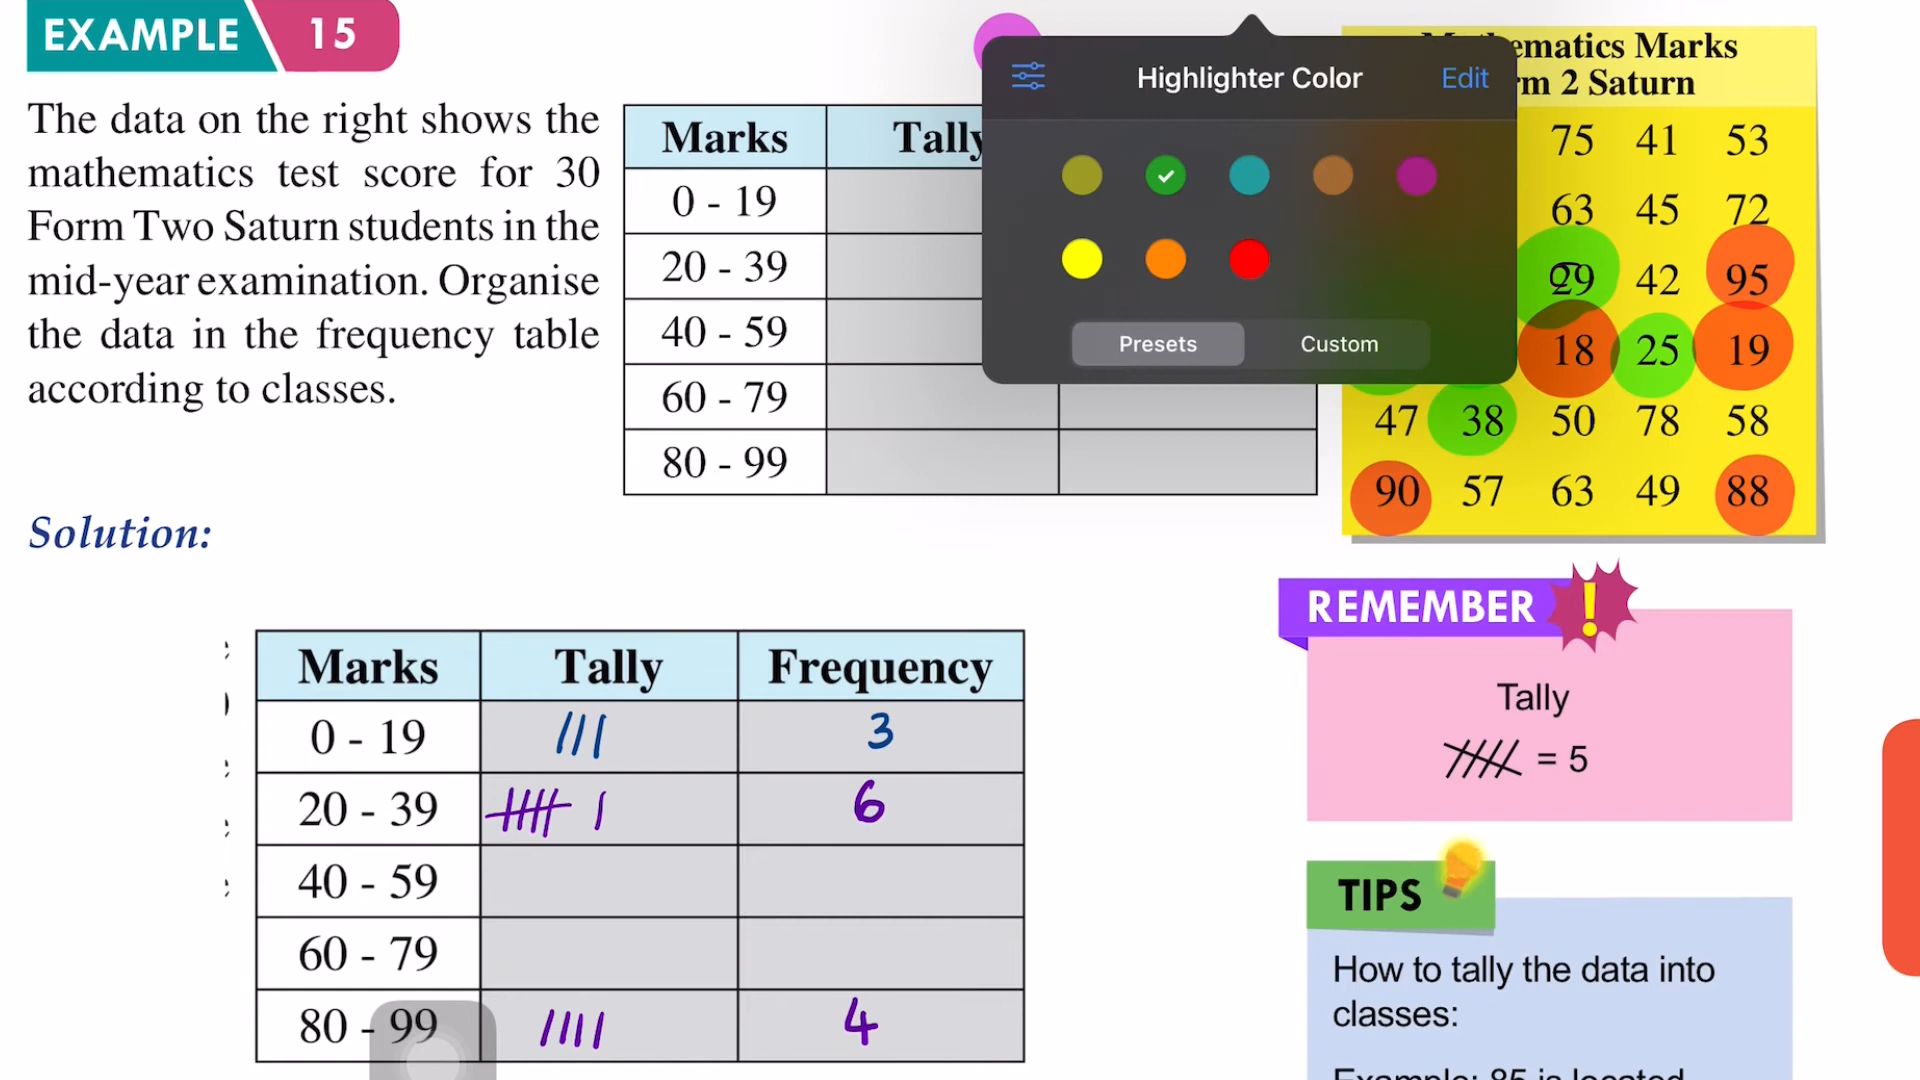 EXAMPLE 15
The data on the right shows the
mathematics test score for 30
Form Two Saturn students in the
mid-year examination. Organise
the data in the frequency table
according to classes.
Marks Tally
0 - 19
20 - 39
40 - 59
60 - 79
80 - 99
Highlighter Color
Edit
Presets Custom
Marks
2 Saturn
75 41 53
63 45 72
29 42 95
18 25 19
47 38 50 78 58
90 57 63 49 88
Solution:
Marks Tally Frequency
0 - 19 3
20 - 39 6
40 - 59
60 - 79
80 - 99 4
REMEMBER !
Tally
= 5
TIPS
How to tally the data into
classes:
Example: 85 is located